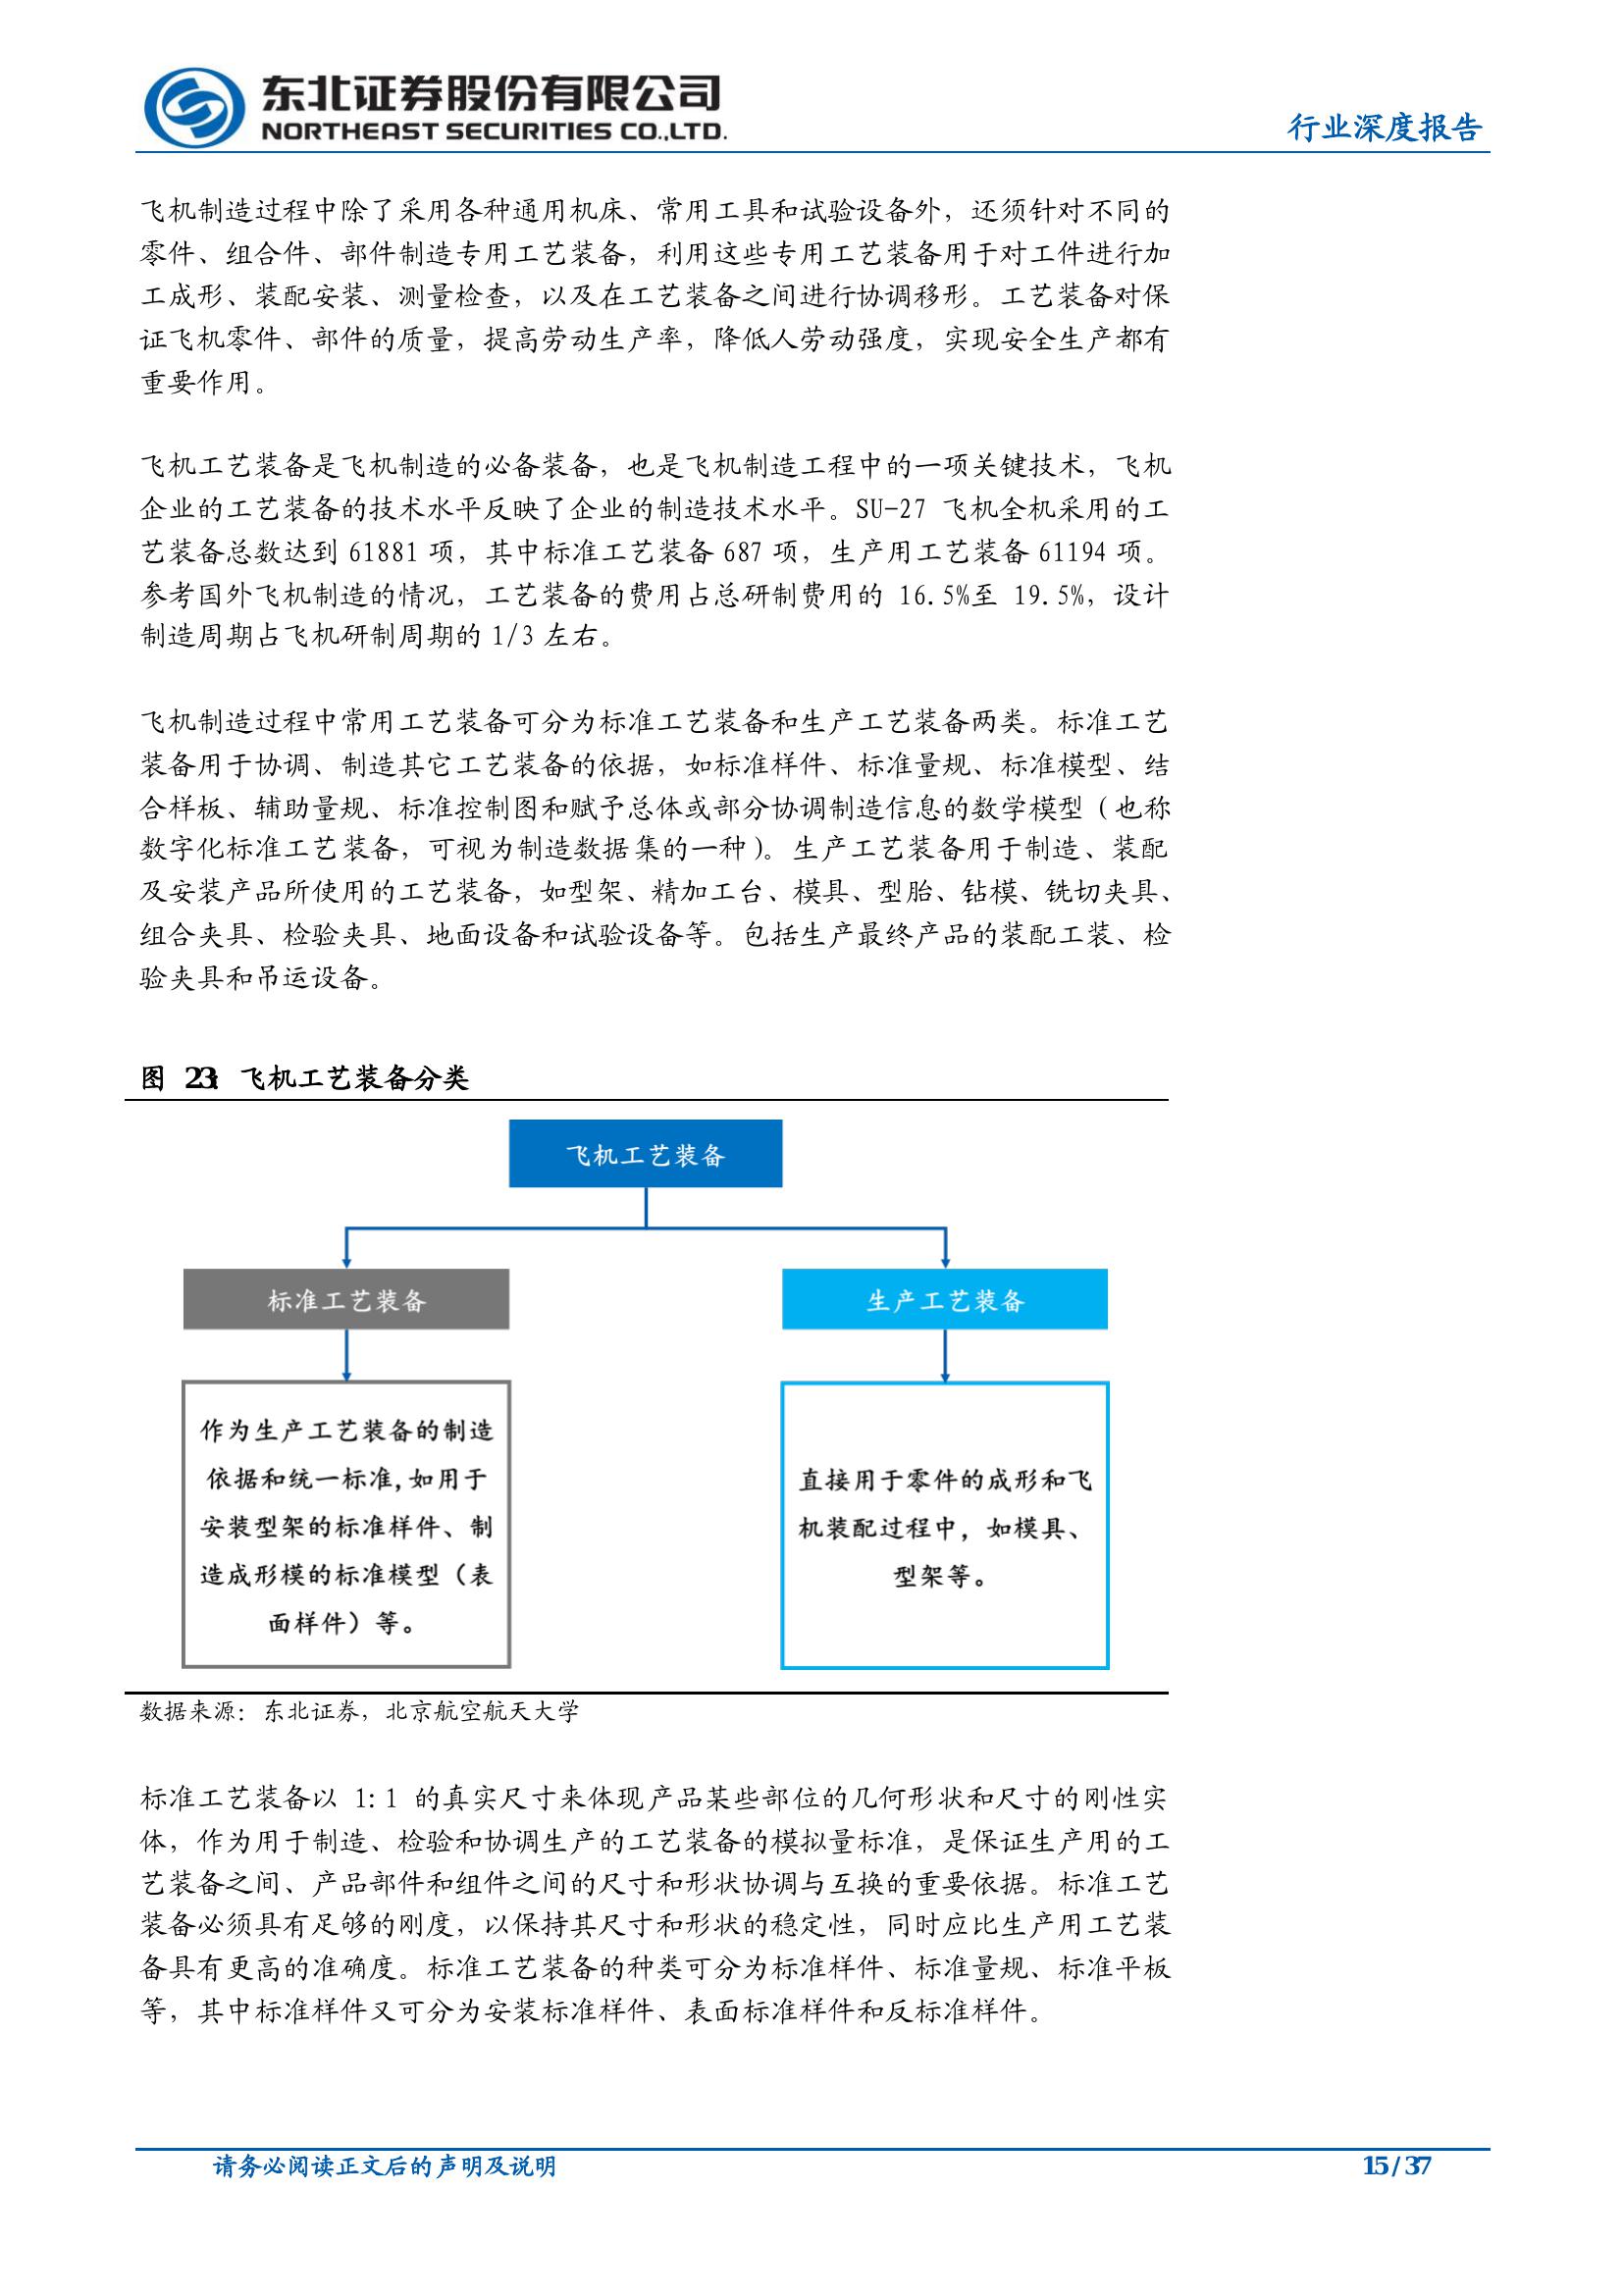 东北证券股份有限公司
NORTHEAST SECURITIES CO.,LTD.
行业深度报告
飞机制造过程中除了采用各种通用机床、常用工具和试验设备外，还须针对不同的
零件、组合件、部件制造专用工艺装备，利用这些专用工艺装备用于对工件进行加
工成形、装配安装、测量检查，以及在工艺装备之间进行协调移形。工艺装备对保
证飞机零件、部件的质量，提高劳动生产率，降低人劳动强度，实现安全生产都有
重要作用。
飞机工艺装备是飞机制造的必备装备，也是飞机制造工程中的一项关键技术，飞机
企业的工艺装备的技术水平反映了企业的制造技术水平。SU-27 飞机全机采用的工
艺装备总数达到 61881 项，其中标准工艺装备 687 项，生产用工艺装备 61194 项。
参考国外飞机制造的情况，工艺装备的费用占总研制费用的 16.5%至 19.5%，设计
制造周期占飞机研制周期的 1/3 左右。
飞机制造过程中常用工艺装备可分为标准工艺装备和生产工艺装备两类。标准工艺
装备用于协调、制造其它工艺装备的依据，如标准样件、标准量规、标准模型、结
合样板、辅助量规、标准控制图和赋予总体或部分协调制造信息的数学模型（也称
数字化标准工艺装备，可视为制造数据集的一种）。生产工艺装备用于制造、装配
及安装产品所使用的工艺装备，如型架、精加工台、模具、型胎、钻模、铣切夹具、
组合夹具、检验夹具、地面设备和试验设备等。包括生产最终产品的装配工装、检
验夹具和吊运设备。
图 23：飞机工艺装备分类
飞机工艺装备
标准工艺装备
生产工艺装备
作为生产工艺装备的制造
依据和统一标准,如用于
安装型架的标准样件、制
造成形模的标准模型（表
面样件）等。
直接用于零件的成形和飞
机装配过程中，如模具、
型架等。
数据来源：东北证券，北京航空航天大学
标准工艺装备以 1:1 的真实尺寸来体现产品某些部位的几何形状和尺寸的刚性实
体，作为用于制造、检验和协调生产的工艺装备的模拟量标准，是保证生产用的工
艺装备之间、产品部件和组件之间的尺寸和形状协调与互换的重要依据。标准工艺
装备必须具有足够的刚度，以保持其尺寸和形状的稳定性，同时应比生产用工艺装
备具有更高的准确度。标准工艺装备的种类可分为标准样件、标准量规、标准平板
等，其中标准样件又可分为安装标准样件、表面标准样件和反标准样件。
请务必阅读正文后的声明及说明
15 / 37